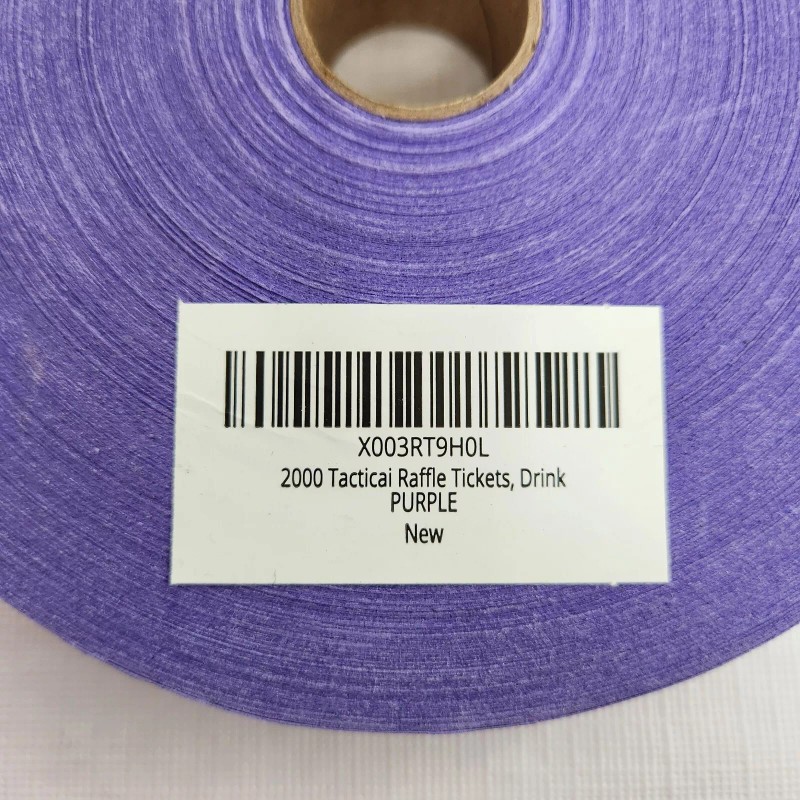 X003RT9H0L
2000 Tacticai Raffle Tickets, Drink
PURPLE
New